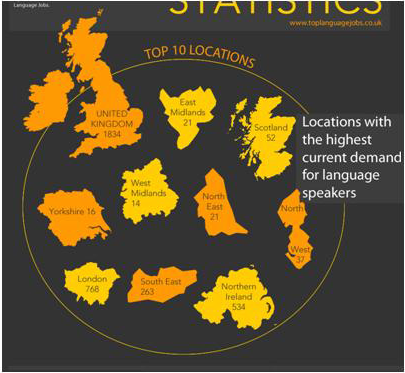 Language Jobs.
STATISTICS
www.toplanguagejobs.co.uk
TOP 10 LOCATIONS
UNITED
KINGDOM
1834
East
Midlands
21
Scotland
52
Locations with
the highest
current demand
for language
speakers
West
Midlands
14
Yorkshire 16
North
East
21
North
West
37
London
768
South East
263
Northern
Ireland
534